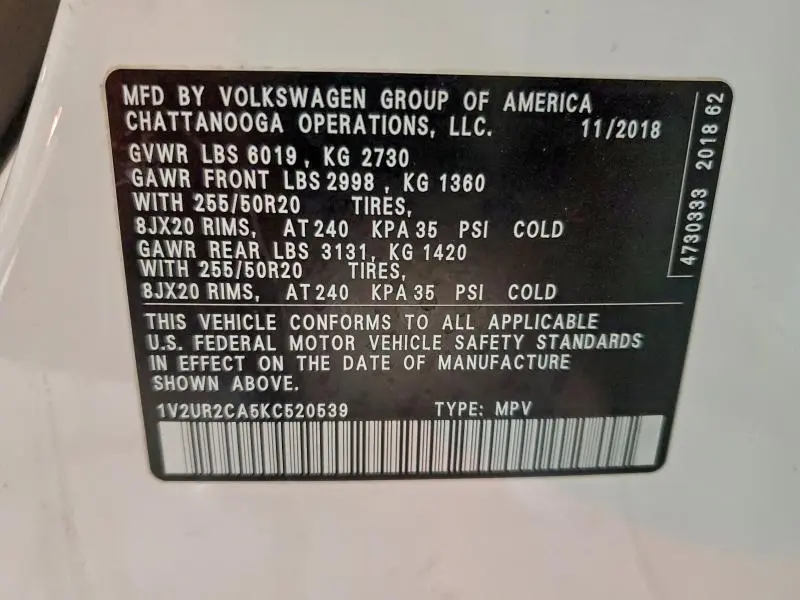 MFD BY VOLKSWAGEN GROUP OF AMERICA
CHATTANOOGA OPERATIONS, LLC. 11/2018
GVWR LBS 6019, KG 2730
GAWR FRONT LBS 2998, KG 1360
WITH 255/50R20 TIRES,
8JX20 RIMS, AT 240 KPA 35 PSI COLD
GAWR REAR LBS 3131, KG 1420
WITH 255/50R20 TIRES,
8JX20 RIMS, AT 240 KPA 35 PSI COLD
THIS VEHICLE CONFORMS TO ALL APPLICABLE
U.S. FEDERAL MOTOR VEHICLE SAFETY STANDARDS
IN EFFECT ON THE DATE OF MANUFACTURE
SHOWN ABOVE.
1V2UR2CA5KC520539 TYPE: MPV
4730333 2018 62